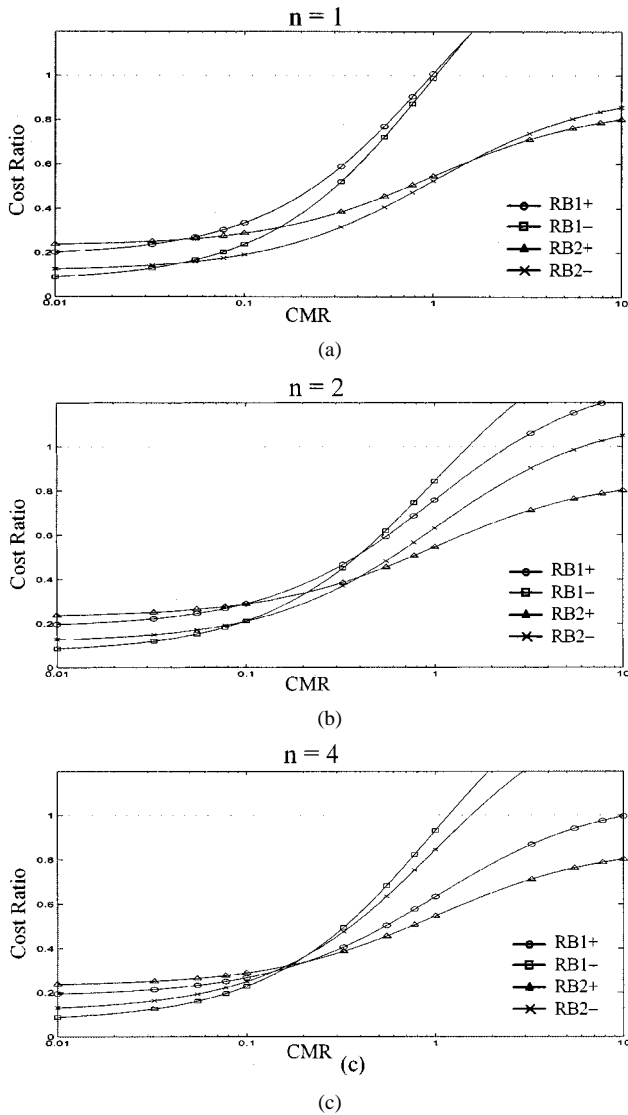 n = 1
Cost Ratio
1
0.8
0.6
0.4
0.2
0
0.01
0.1
1
10
CMR
RB1+
RB1−
RB2+
RB2−
(a)
n = 2
Cost Ratio
1
0.8
0.6
0.4
0.2
0
0.01
0.1
1
10
CMR
RB1+
RB1−
RB2+
RB2−
(b)
n = 4
Cost Ratio
1
0.8
0.6
0.4
0.2
0
0.01
0.1
1
10
CMR
RB1+
RB1−
RB2+
RB2−
(c)
(c)